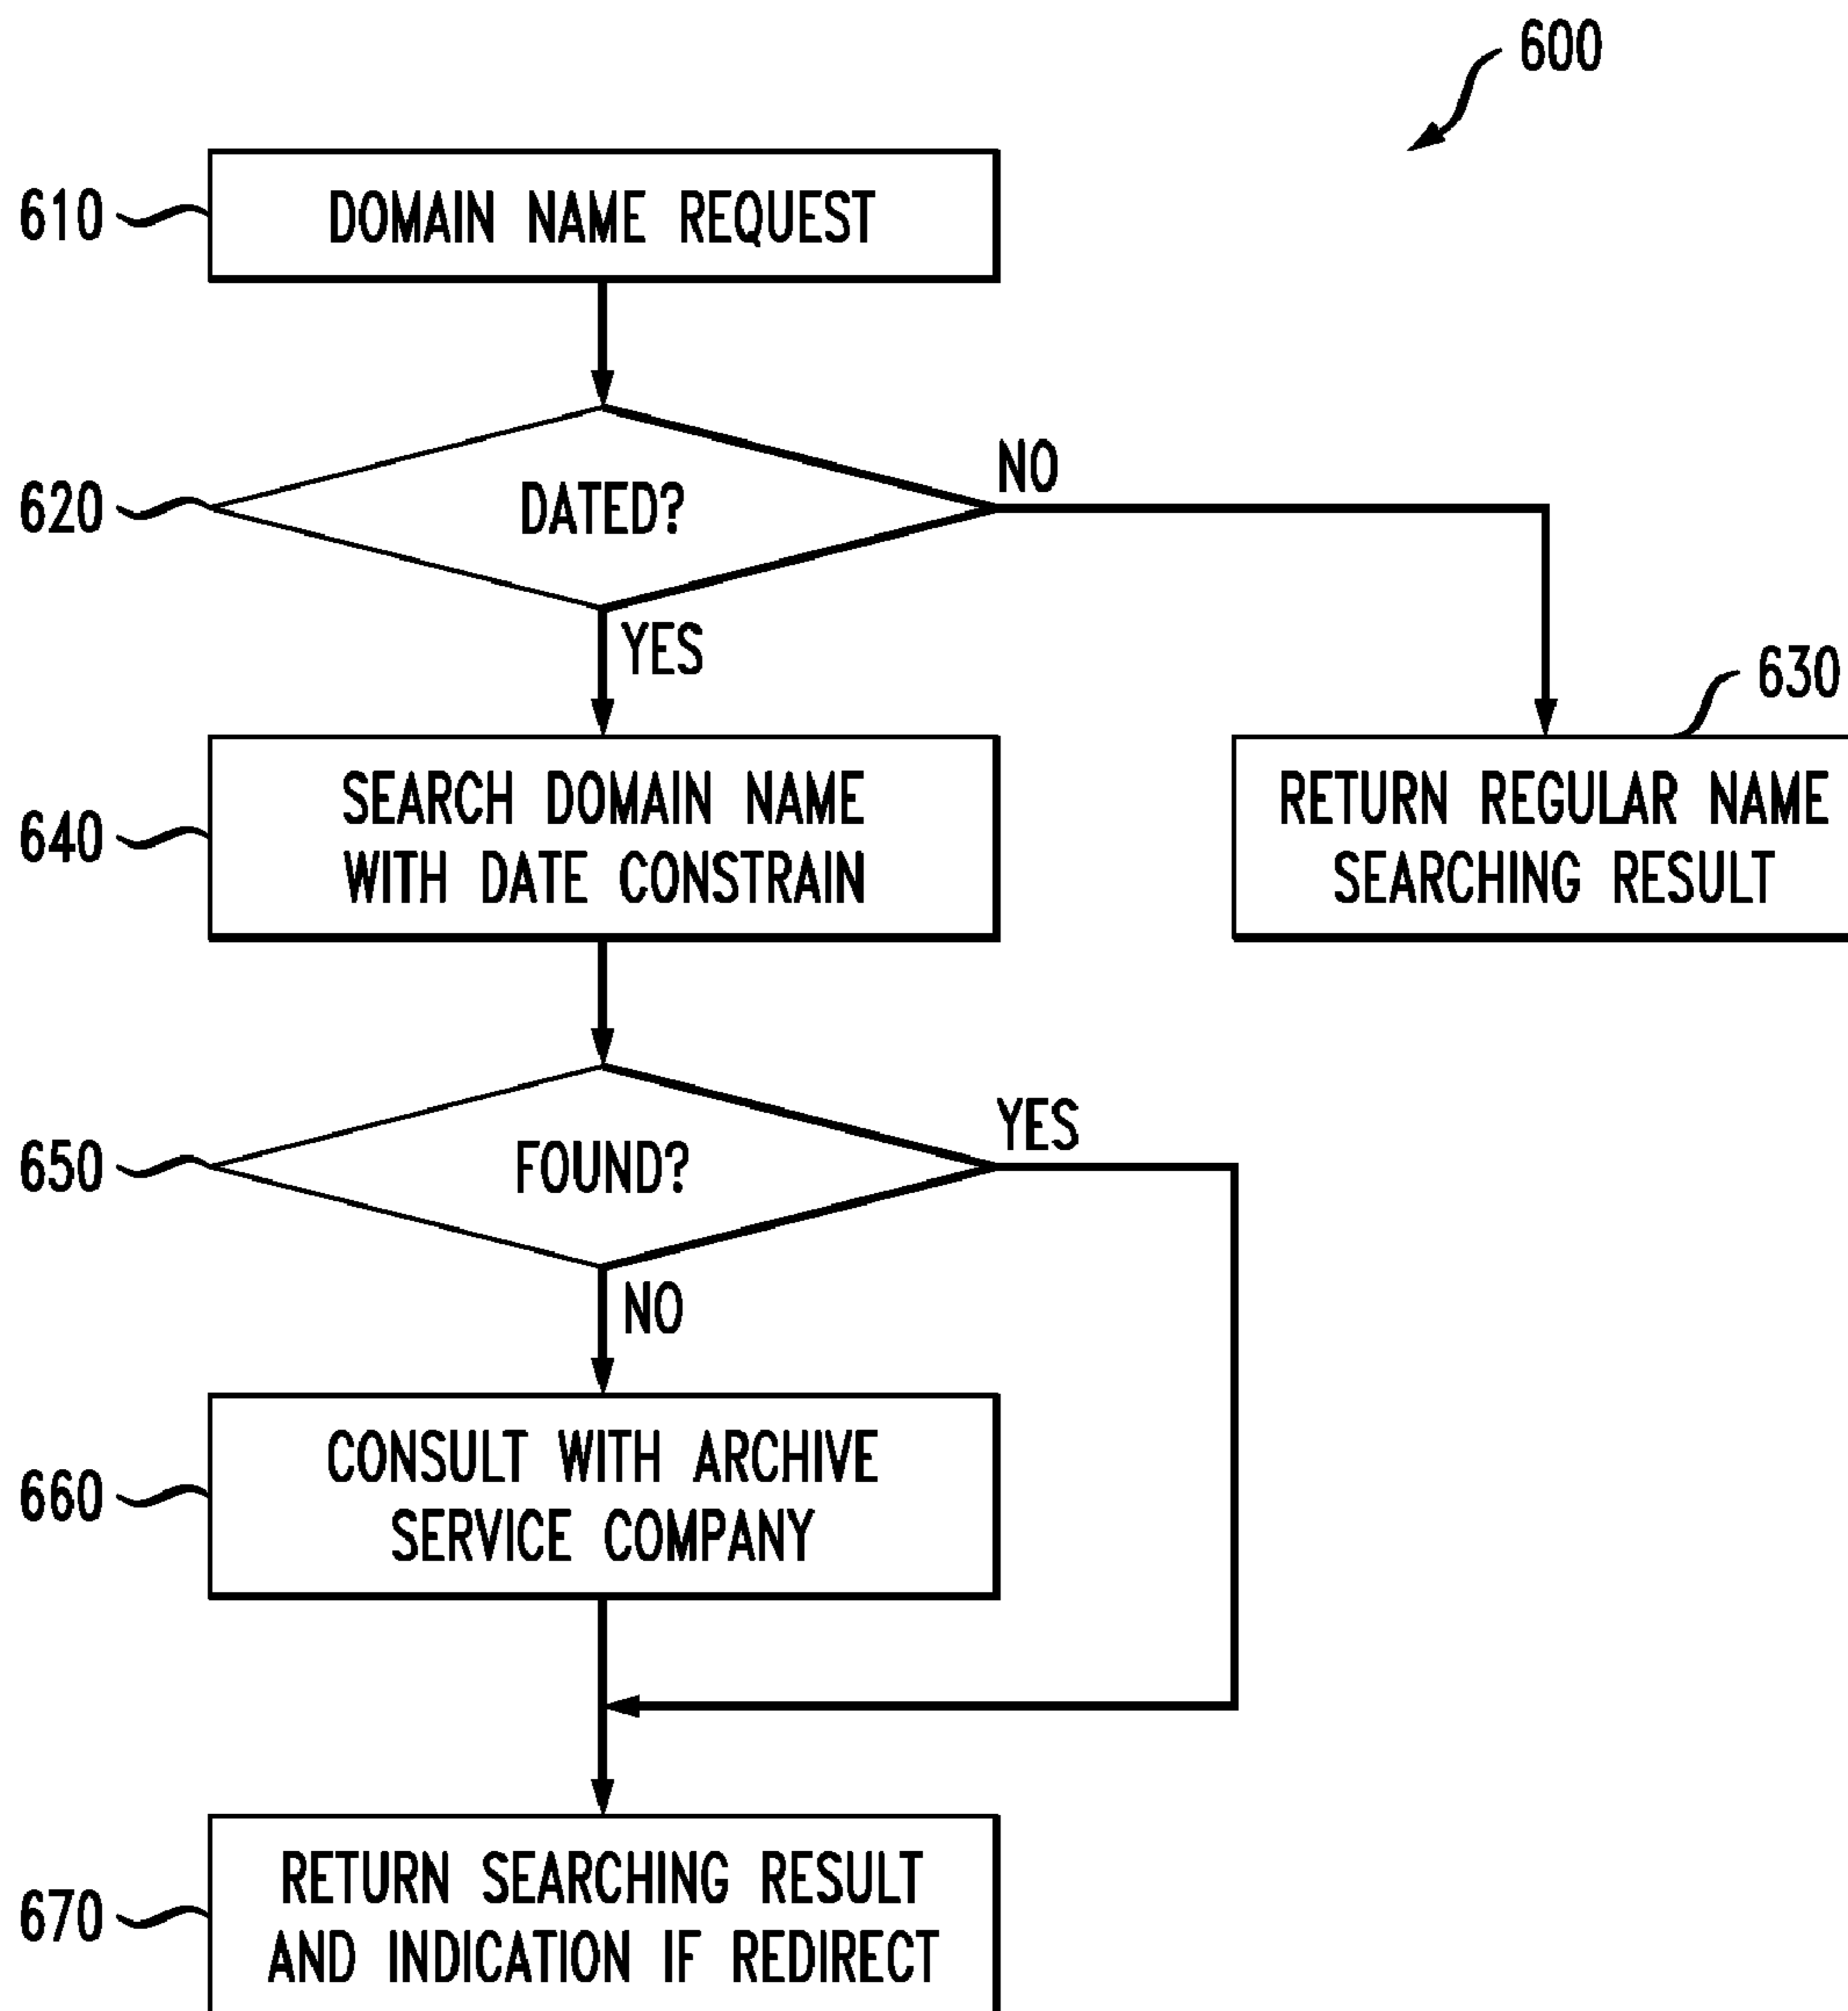 600
610
DOMAIN NAME REQUEST
620
DATED?
NO
YES
630
640
SEARCH DOMAIN NAME
WITH DATE CONSTRAIN
RETURN REGULAR NAME
SEARCHING RESULT
650
FOUND?
YES
NO
660
CONSULT WITH ARCHIVE
SERVICE COMPANY
670
RETURN SEARCHING RESULT
AND INDICATION IF REDIRECT